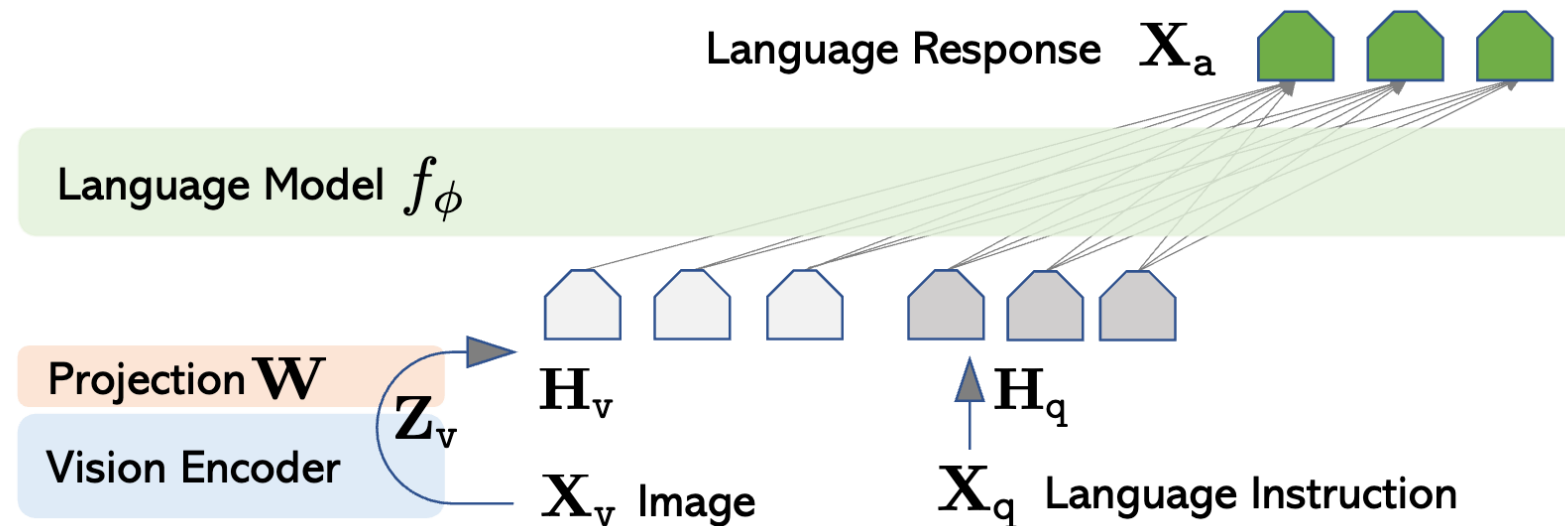 Language Response X_a
Language Model f_ϕ
Projection W
Z_v
H_v
H_q
Vision Encoder
X_v Image
X_q Language Instruction